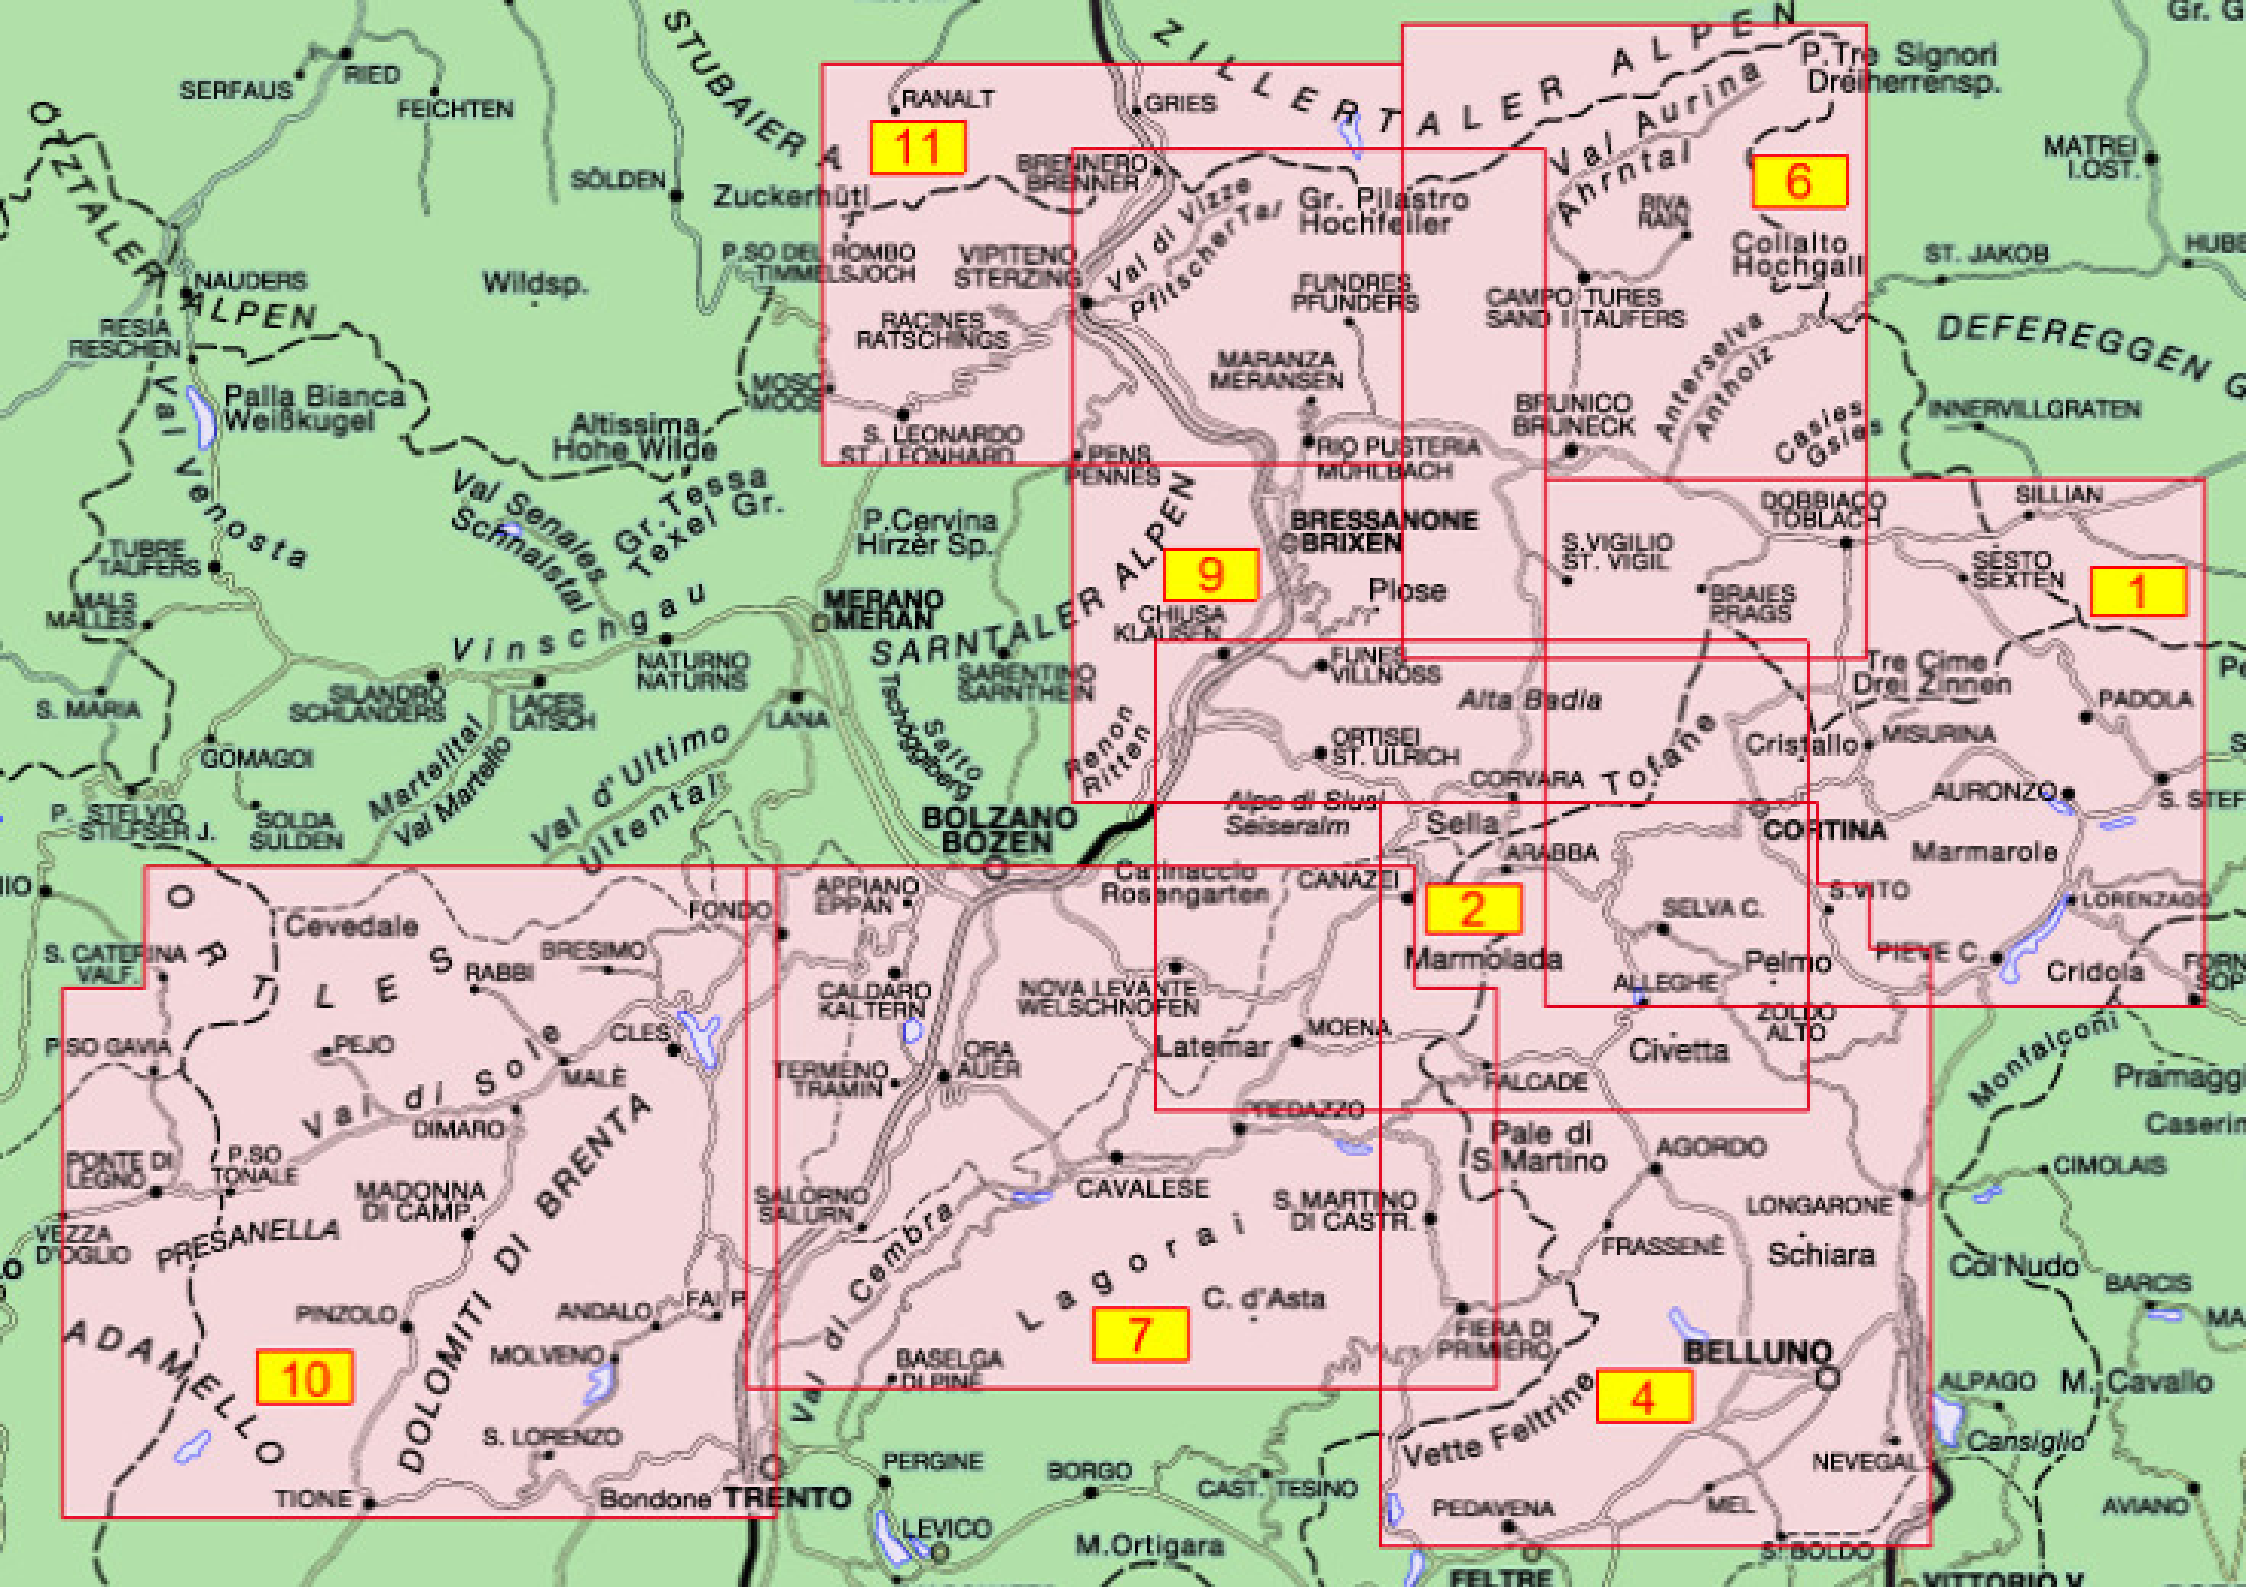 STUBAIER A
ZILLERTALER ALPEN
Gr. G
P.Tre Signori
Dreiherrensp.
SERFAUS
RIED
FEICHTEN
RANALT
GRIES
11
Val Aurina
Ahrntal
6
MATREI
I.OST.
ÖTZTALER
ALPEN
SÖLDEN
Zuckerhütl
BRENNERO
BRENNER
Val di Vizze
Pfitscher Tal
Gr. Pilastro
Hochfeiler
RIVA
RAIN
Collalto
Hochgall
ST. JAKOB
HUBE
NAUDERS
Wildsp.
P.SO DEL ROMBO
TIMMELSJOCH
VIPITENO
STERZING
FUNDRES
PFUNDERS
CAMPO TURES
SAND I TAUFERS
DEFEREGGEN G
RESIA
RESCHEN
RACINES
RATSCHINGS
MARANZA
MERANSEN
Anterselva
Antholz
Palla Bianca
Weißkugel
MOSO
MOOS
BRUNICO
BRUNECK
Casies
Gsies
INNERVILLGRATEN
Val Venosta
Altissima
Hohe Wilde
S. LEONARDO
ST. LEONHARD
PENS
PENNES
RIO PUSTERIA
MÜHLBACH
Val Senales
Schnalstal
Gr.Tessa
Texel Gr.
P.Cervina
Hirzer Sp.
BRESSANONE
BRIXEN
DOBBIACO
TOBLACH
SILLIAN
TUBRE
TAUFERS
SARNTALER ALPEN
9
Plose
S.VIGILIO
ST. VIGIL
BRAIES
PRAGS
SESTO
SEXTEN
1
MALS
MALLES
Vinschgau
MERANO
MERAN
CHIUSA
KLAUSEN
S. MARIA
SILANDRO
SCHLANDERS
LACES
LATSCH
NATURNO
NATURNS
LANA
SARENTINO
SARNTHEIN
FUNES
VILLNÖSS
Alta Badia
Tre Cime
Drei Zinnen
PADOLA
GOMAGOI
Martelltal
Val Martello
Val d'Ultimo
Ultental
Salto
Tschögglberg
Renon
Ritten
ORTISEI
ST. ULRICH
CORVARA
Tofane
Cristallo
MISURINA
P. STELVIO
STILFSER J.
SOLDA
SULDEN
BOLZANO
BOZEN
Alpe di Siusi
Seiseralm
Sella
CORTINA
AURONZO
S. STEF
Marmarole
NIO
ORTLES
Cevedale
FONDO
APPIANO
EPPAN
Catinaccio
Rosengarten
CANAZEI
ARABBA
2
SELVA C.
S.VITO
LORENZAGO
S. CATERINA
VALF.
RABBI
BRESIMO
CALDARO
KALTERN
NOVA LEVANTE
WELSCHNOFEN
Marmolada
ALLEGHE
Pelmo
PIEVE C.
Cridola
FORN
SOP
P.SO GAVIA
PEJO
CLES
MALÈ
Val di Sole
TERMENO
TRAMIN
ORA
AUER
Latemar
MOENA
FALCADE
Civetta
ZOLDO
ALTO
Monfalconi
Pramaggi
Caserin
DIMARO
PREDAZZO
Pale di
S.Martino
AGORDO
CIMOLAIS
PONTE DI
LEGNO
P.SO
TONALE
MADONNA
DI CAMP.
DOLOMITI DI BRENTA
SALORNO
SALURN
CAVALESE
S. MARTINO
DI CASTR.
LONGARONE
VEZZA
D'OGLIO
PRESANELLA
Val di Cembra
Lagorai
FRASSENÈ
Schiara
Col Nudo
BARCIS
PINZOLO
ANDALO
FAI P.
C. d'Asta
7
FIERA DI
PRIMIERO
ADAMELLO
10
MOLVENO
BASELGA
DI PINÈ
BELLUNO
4
ALPAGO
M. Cavallo
S. LORENZO
Vette Feltrine
Cansiglio
NEVEGAL
TIONE
Bondone
TRENTO
PERGINE
BORGO
CAST. TESINO
PEDAVENA
MEL
AVIANO
LEVICO
M.Ortigara
S. BOLDO
FELTRE
VITTORIO V.